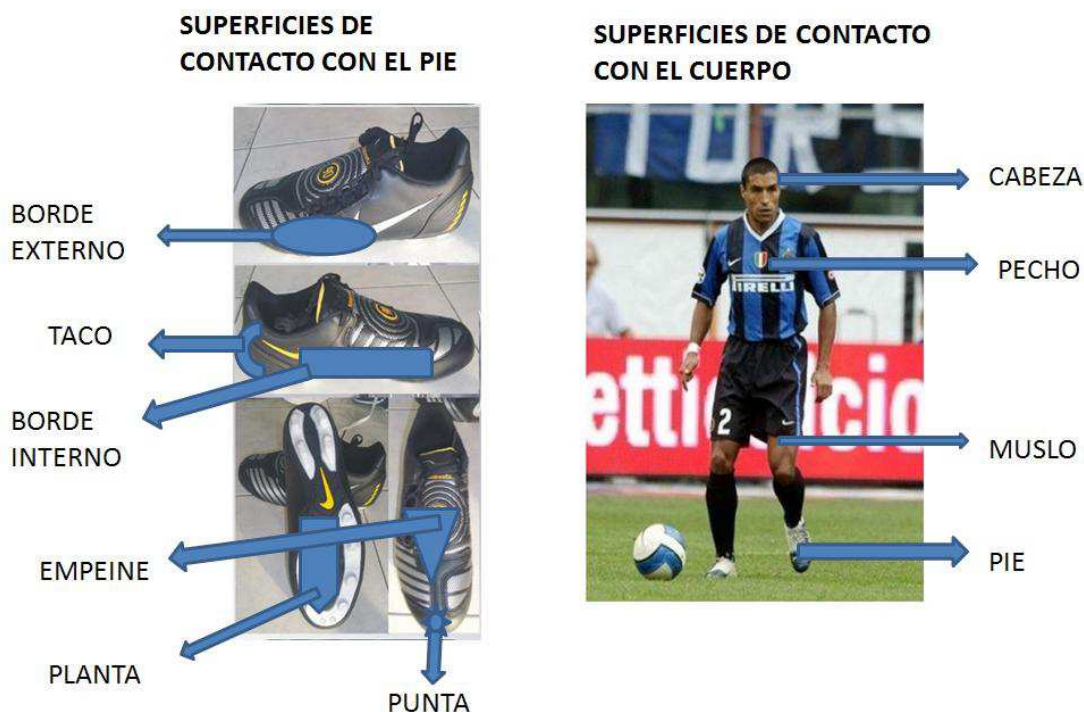 SUPERFICIES DE
CONTACTO CON EL PIE
BORDE
EXTERNO
TACO
BORDE
INTERNO
EMPEINE
PLANTA
PUNTA
SUPERFICIES DE CONTACTO
CON EL CUERPO
CABEZA
PECHO
MUSLO
PIE
IRELLI
2